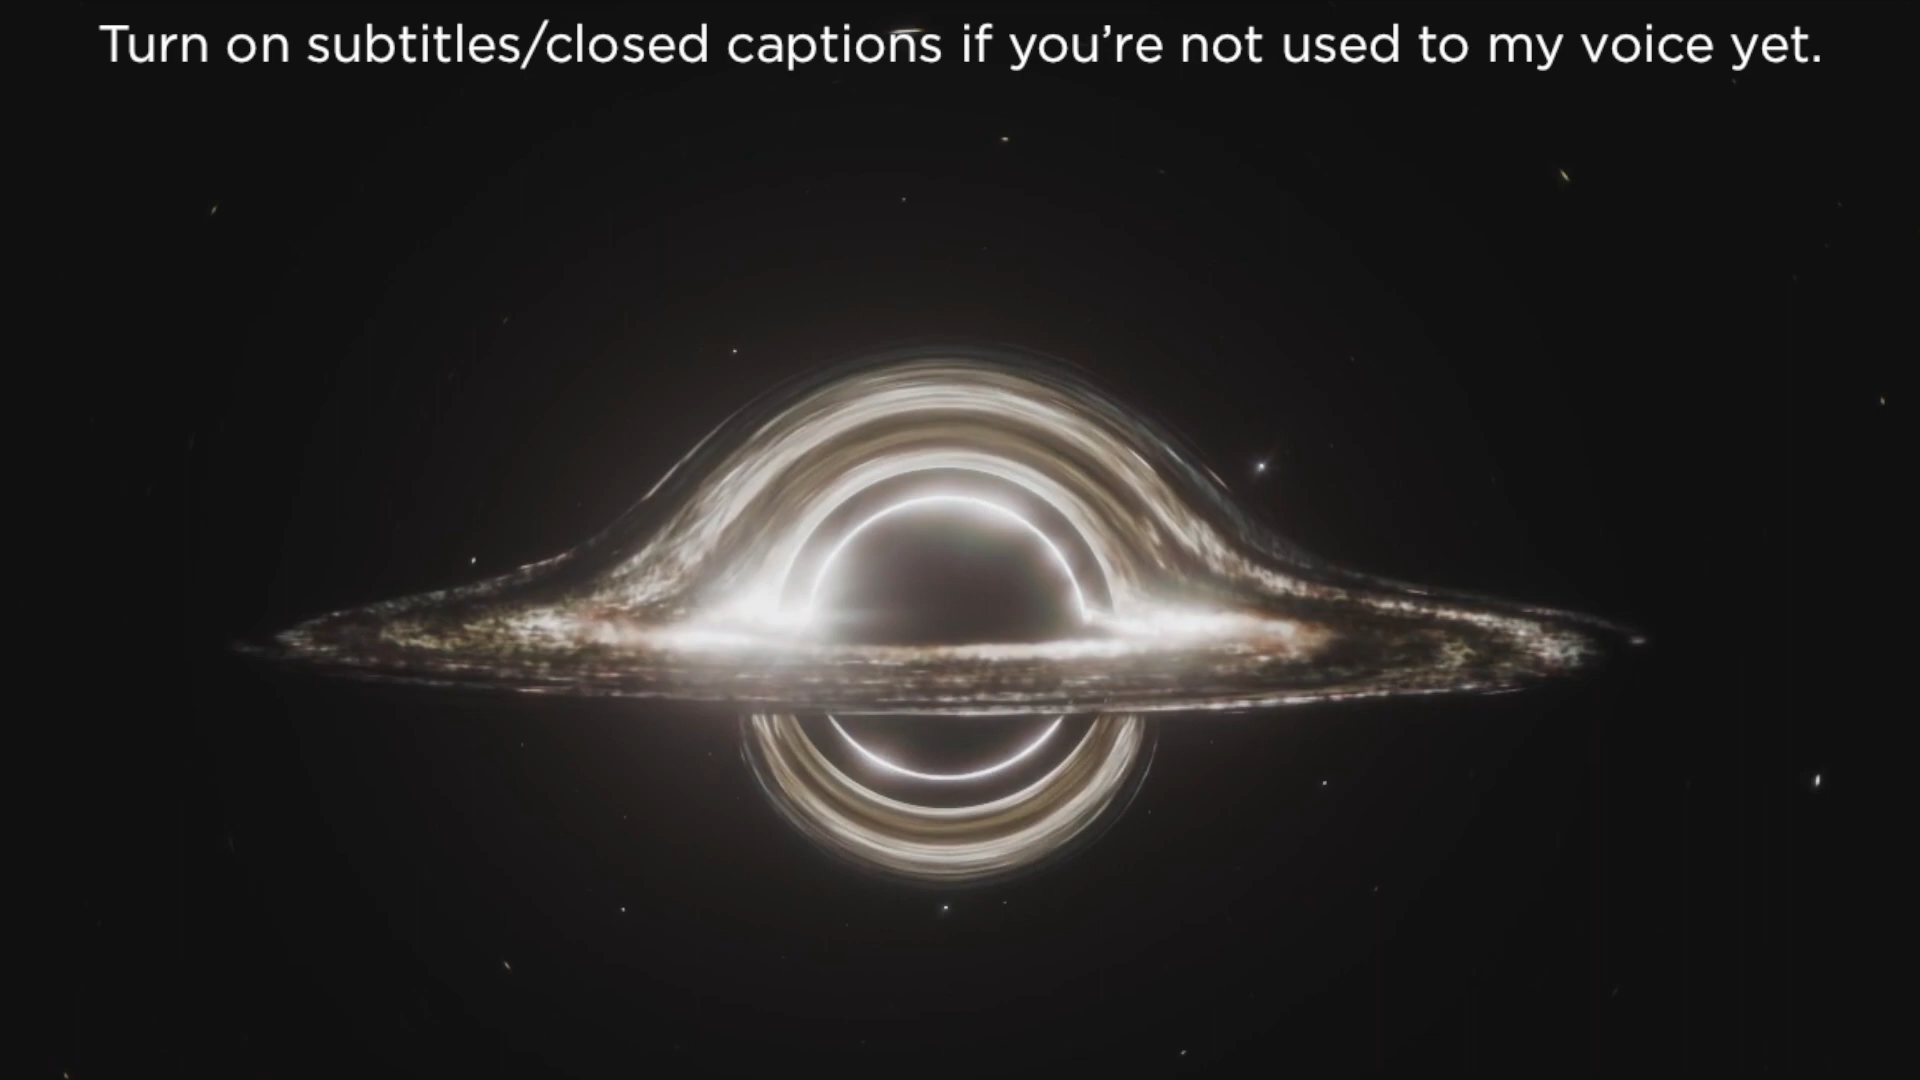 Turn on subtitles/closed captions if you’re not used to my voice yet.